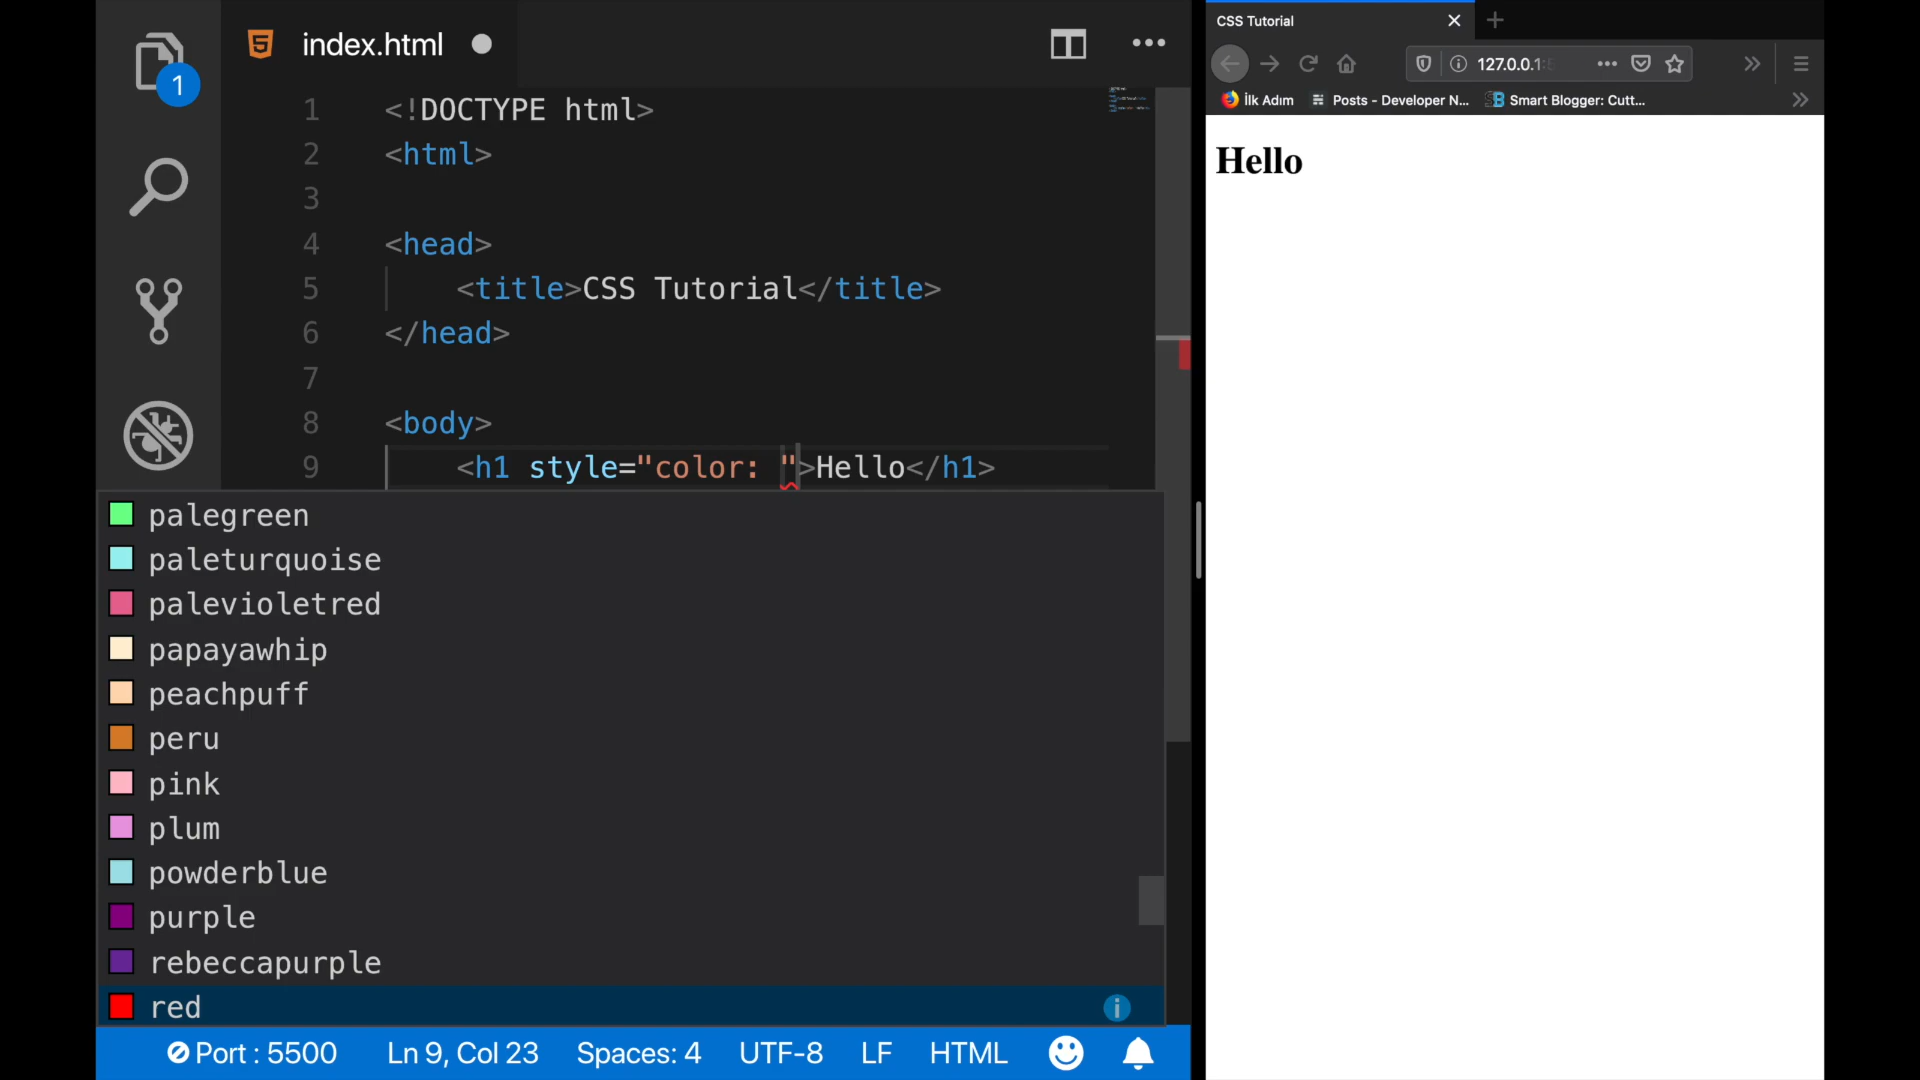 index.html
1
1 <!DOCTYPE html>
2 <html>
3
4 <head>
5 <title>CSS Tutorial</title>
6 </head>
7
8 <body>
9 <h1 style="color: ">Hello</h1>
palegreen
paleturquoise
palevioletred
papayawhip
peachpuff
peru
pink
plum
powderblue
purple
rebeccapurple
red
Port : 5500 Ln 9, Col 23 Spaces: 4 UTF-8 LF HTML
CSS Tutorial
127.0.0.1:
İlk Adım Posts - Developer N... Smart Blogger: Cutt...
Hello